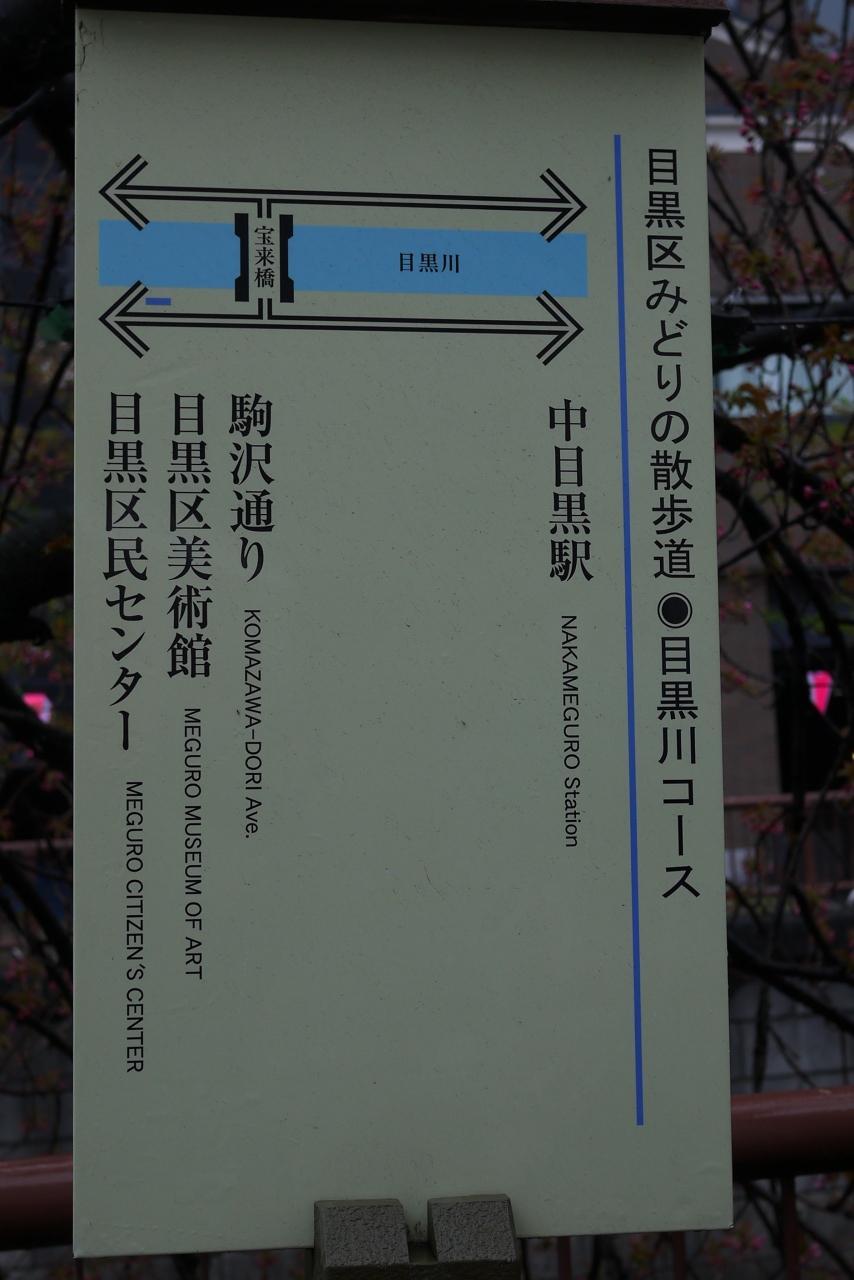 目黒区みどりの散歩道◉目黒川コース
宝来橋
目黒川
中目黒駅 NAKAMEGURO Station
駒沢通り KOMAZAWA-DORI Ave.
目黒区美術館 MEGURO MUSEUM OF ART
目黒区民センター MEGURO CITIZEN'S CENTER